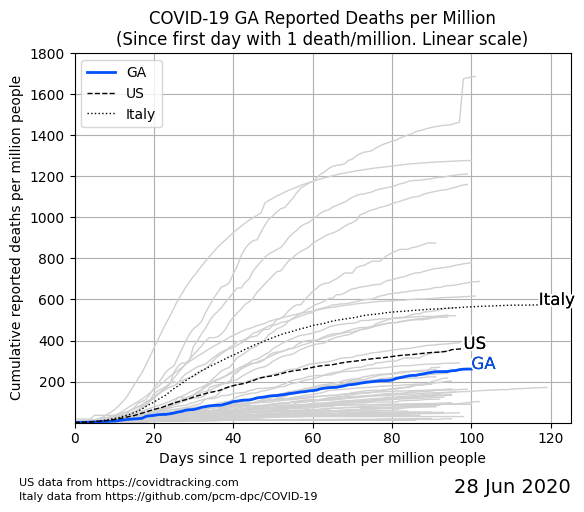 COVID-19 GA Reported Deaths per Million
(Since first day with 1 death/million. Linear scale)
Cumulative reported deaths per million people
1800
1600
1400
1200
1000
800
600
400
200
GA
US
Italy
Italy
US
GA
0 20 40 60 80 100 120
Days since 1 reported death per million people
US data from https://covidtracking.com
Italy data from https://github.com/pcm-dpc/COVID-19
28 Jun 2020